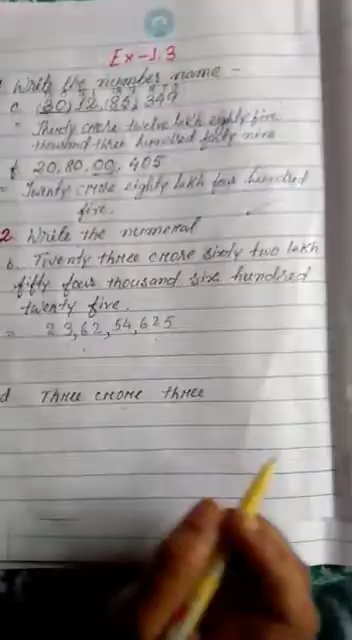 Ex-1.3
Write the number name -
c. (30),12,(85),349
= Thirty crore twelve lakh eighty five
thousand three hundred forty nine
f. 20,80,00,405
= Twenty crore eighty lakh four hundred
five.
2. Write the numeral
b. Twenty three crore sixty two lakh
fifty four thousand six hundred
twenty five.
= 23,62,54,625
d Three crore three